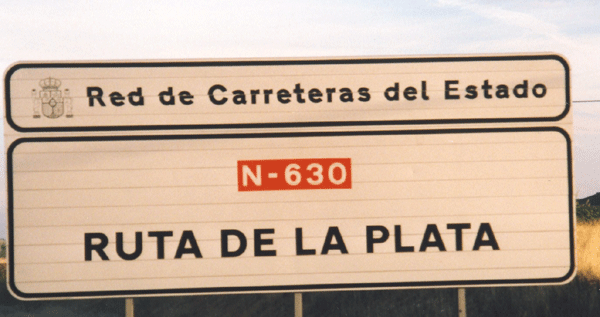 Red de Carreteras del Estado
N-630
RUTA DE LA PLATA